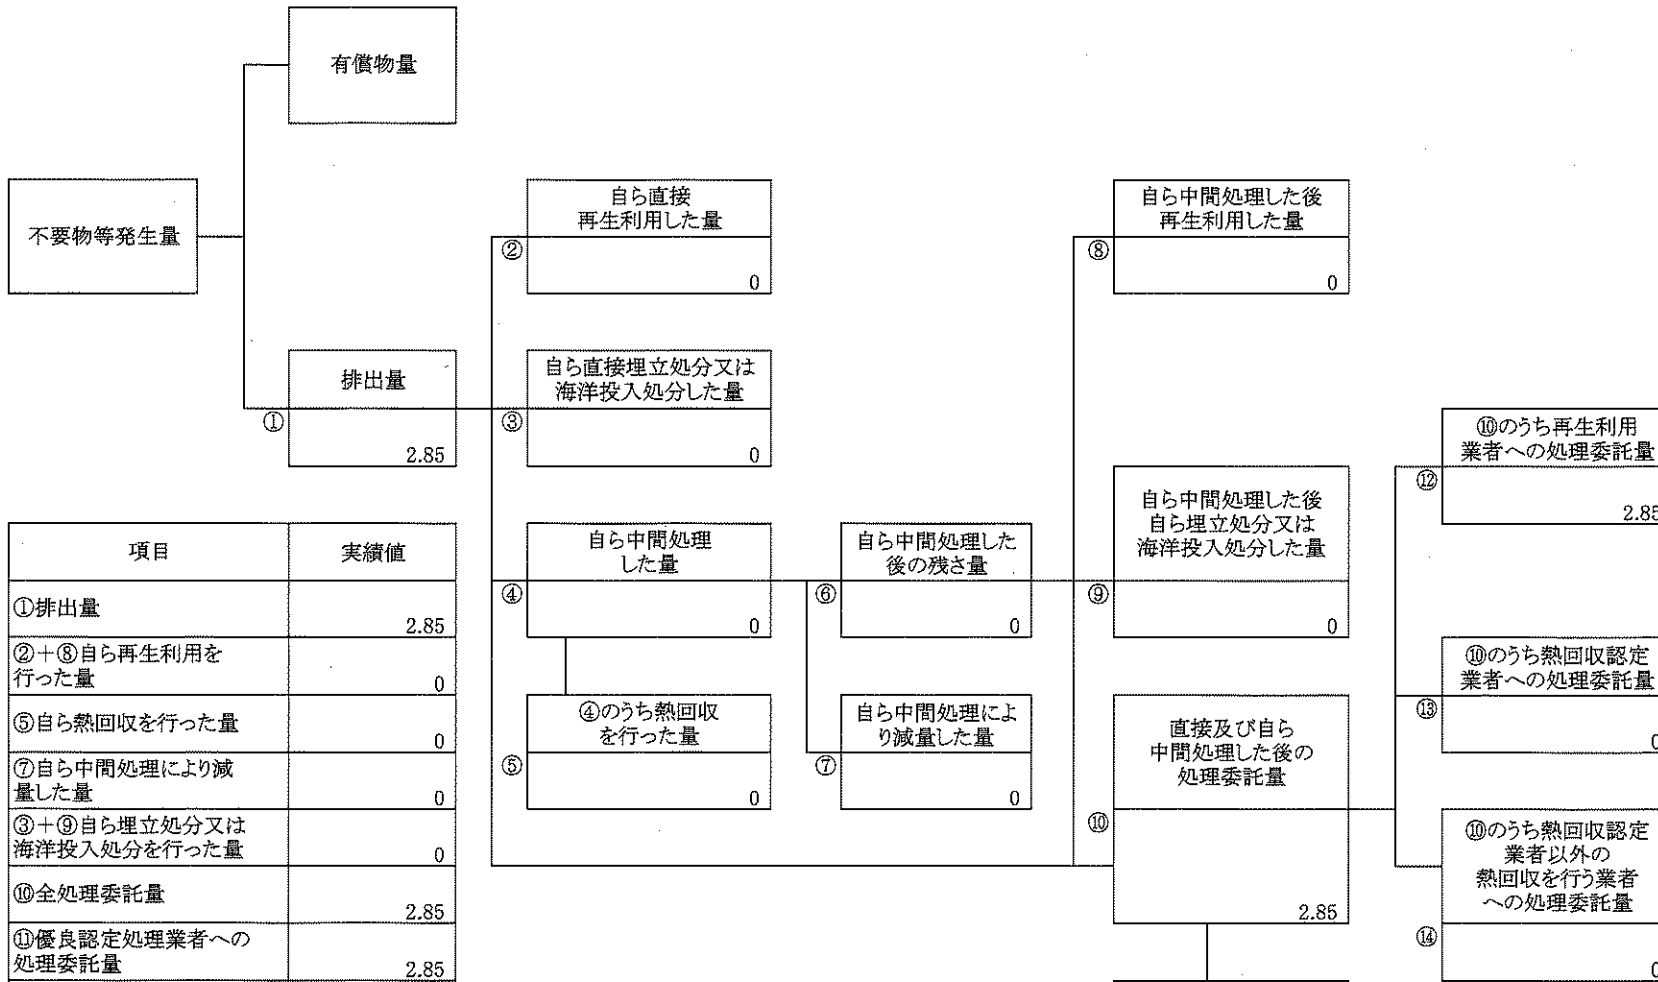 有償物量
不要物等発生量
排出量
①
2.85
自ら直接
再生利用した量
②
0
自ら直接埋立処分又は
海洋投入処分した量
③
0
自ら中間処理
した量
④
0
④のうち熱回収
を行った量
⑤
0
自ら中間処理した
後の残さ量
⑥
0
自ら中間処理によ
り減量した量
⑦
0
自ら中間処理した後
再生利用した量
⑧
0
自ら中間処理した後
自ら埋立処分又は
海洋投入処分した量
⑨
0
直接及び自ら
中間処理した後の
処理委託量
⑩
2.85
⑩のうち再生利用
業者への処理委託量
⑫
2.85
⑩のうち熱回収認定
業者への処理委託量
⑬
0
⑩のうち熱回収認定
業者以外の
熱回収を行う業者
への処理委託量
⑭
0
項目 実績値
①排出量 2.85
②+⑧自ら再生利用を
行った量 0
⑤自ら熱回収を行った量 0
⑦自ら中間処理により減
量した量 0
③+⑨自ら埋立処分又は
海洋投入処分を行った量 0
⑩全処理委託量 2.85
⑪優良認定処理業者への
処理委託量 2.85